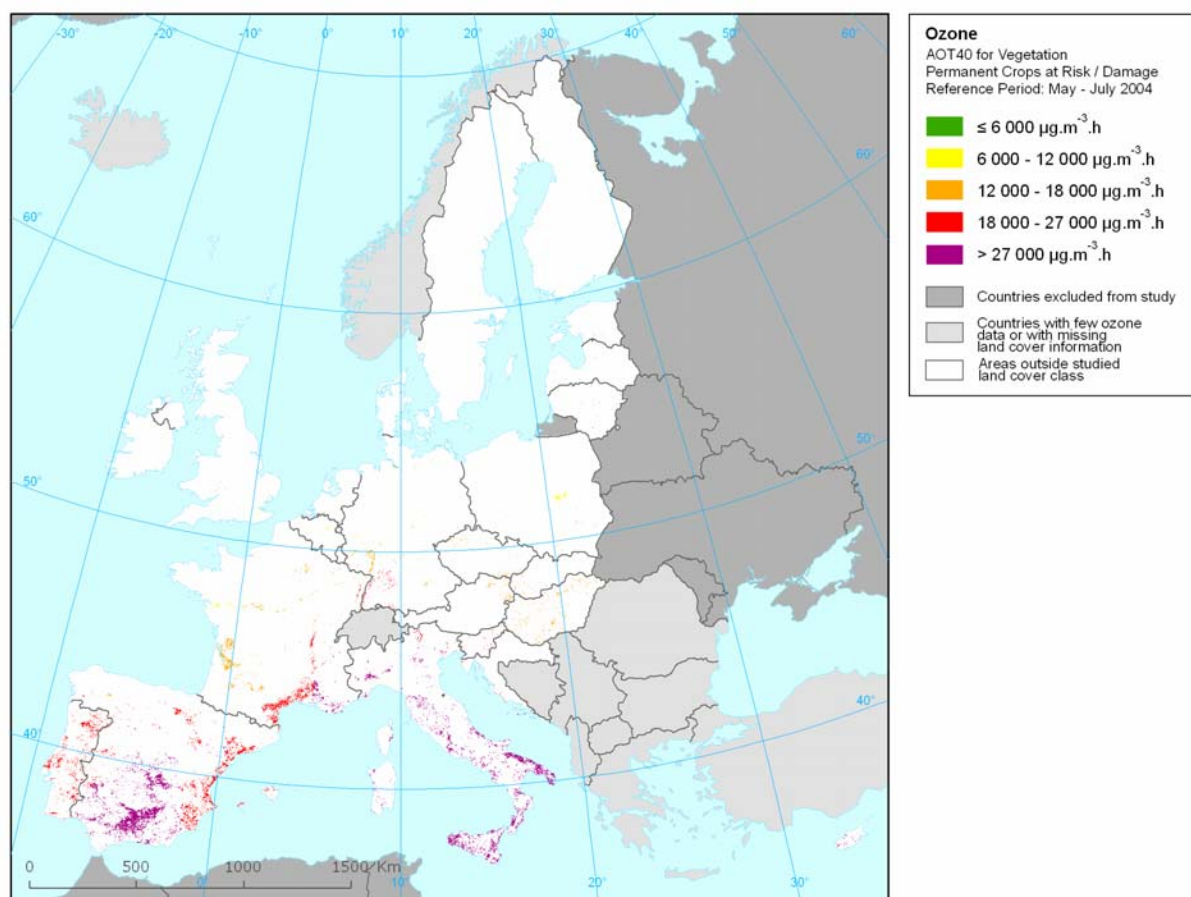 -30°
-20°
-10°
0°
10°
20°
30°
40°
50°
60°
60°
60°
50°
50°
40°
40°
0
500
1000
1500 Km
0°
10°
20°
30°
Ozone
AOT40 for Vegetation
Permanent Crops at Risk / Damage
Reference Period: May - July 2004
≤ 6 000 µg.m⁻³.h
6 000 - 12 000 µg.m⁻³.h
12 000 - 18 000 µg.m⁻³.h
18 000 - 27 000 µg.m⁻³.h
> 27 000 µg.m⁻³.h
Countries excluded from study
Countries with few ozone
data or with missing
land cover information
Areas outside studied
land cover class